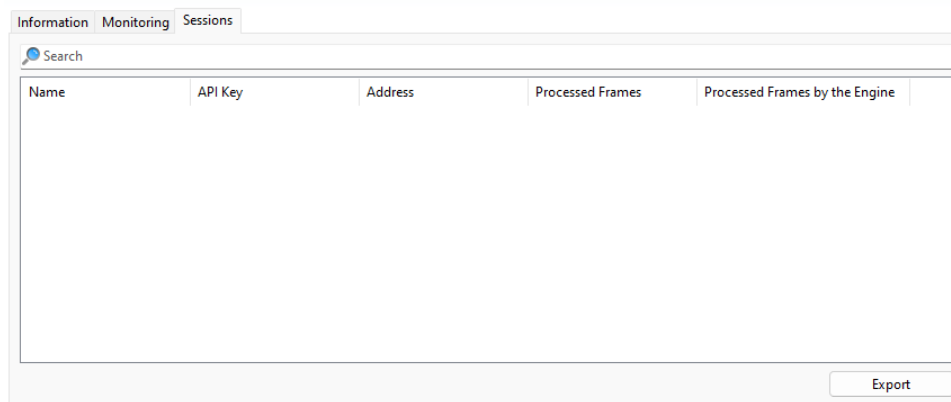 Information Monitoring Sessions
Search
Name API Key Address Processed Frames Processed Frames by the Engine
Export